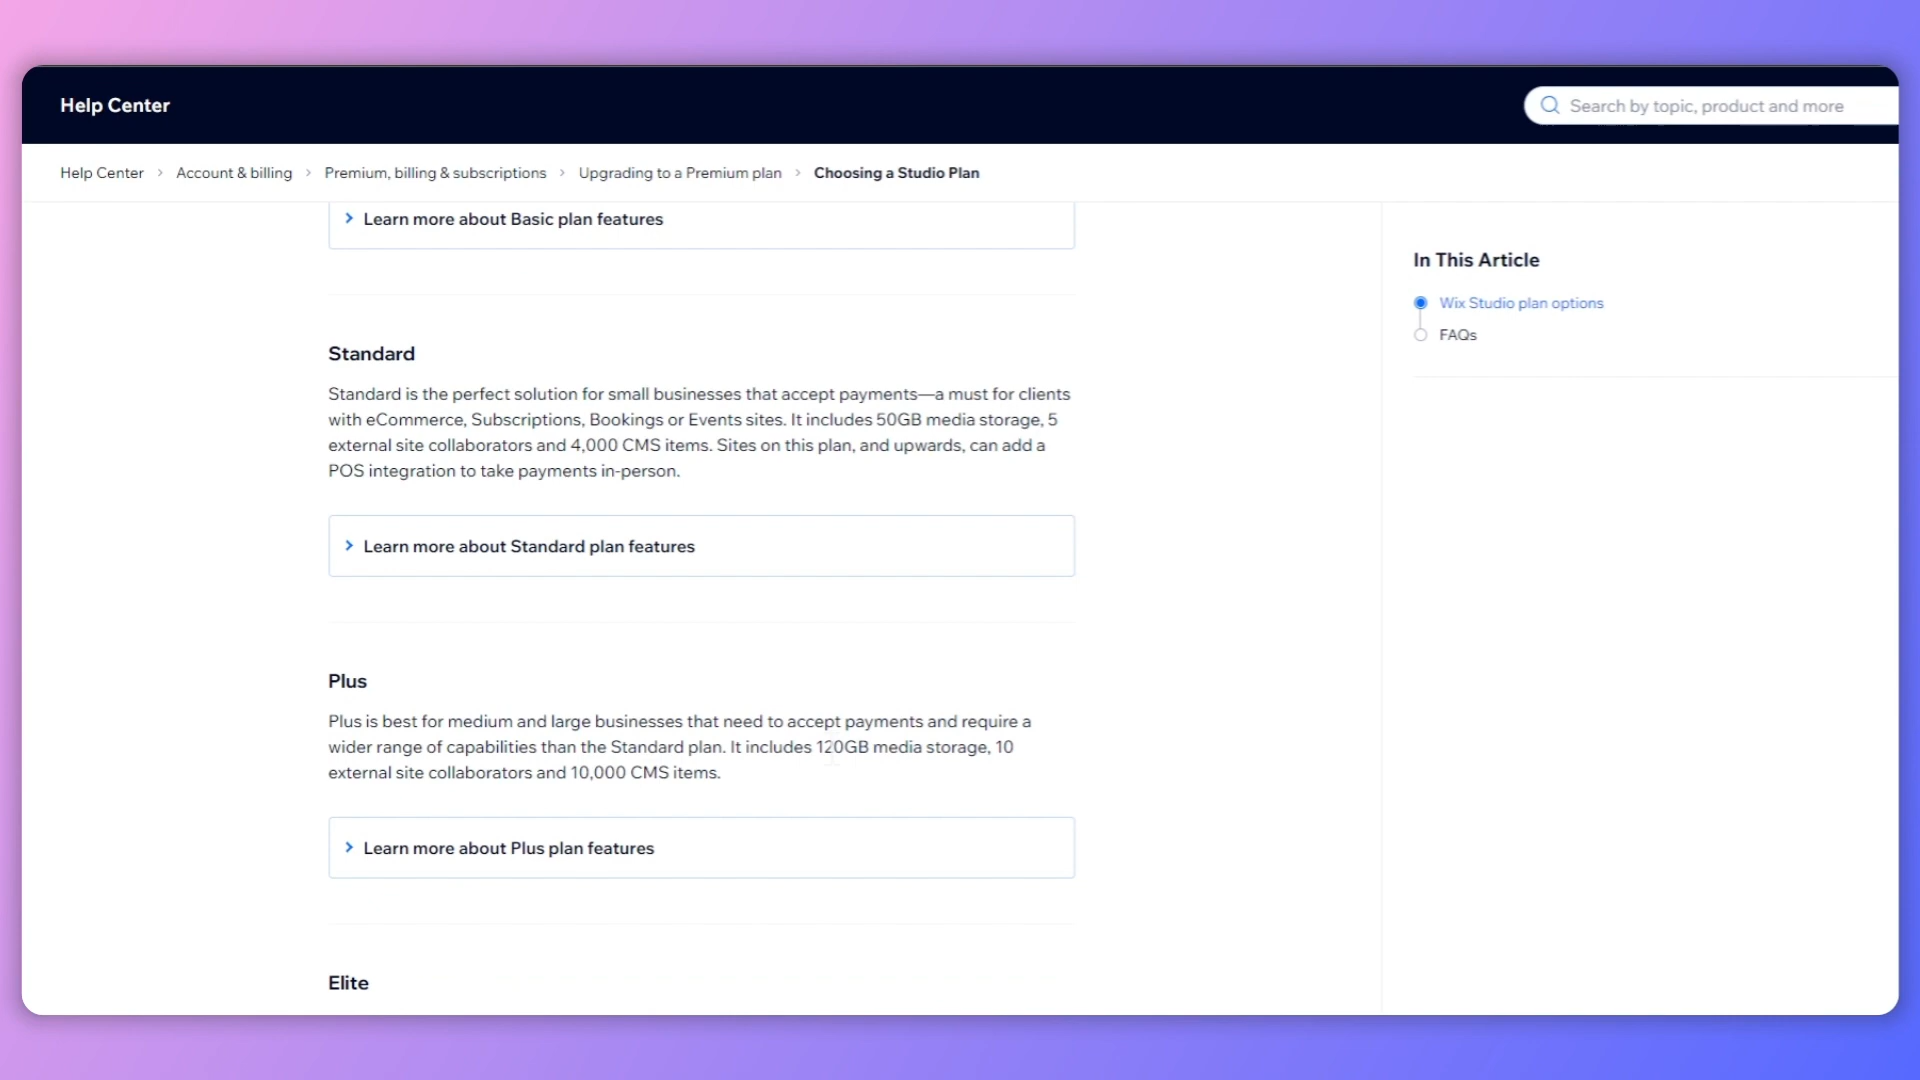 Help Center
Search by topic, product and more
Help Center > Account & billing > Premium, billing & subscriptions > Upgrading to a Premium plan > Choosing a Studio Plan
Learn more about Basic plan features
Standard
Standard is the perfect solution for small businesses that accept payments—a must for clients
with eCommerce, Subscriptions, Bookings or Events sites. It includes 50GB media storage, 5
external site collaborators and 4,000 CMS items. Sites on this plan, and upwards, can add a
POS integration to take payments in-person.
Learn more about Standard plan features
Plus
Plus is best for medium and large businesses that need to accept payments and require a
wider range of capabilities than the Standard plan. It includes 120GB media storage, 10
external site collaborators and 10,000 CMS items.
Learn more about Plus plan features
Elite
In This Article
Wix Studio plan options
FAQs